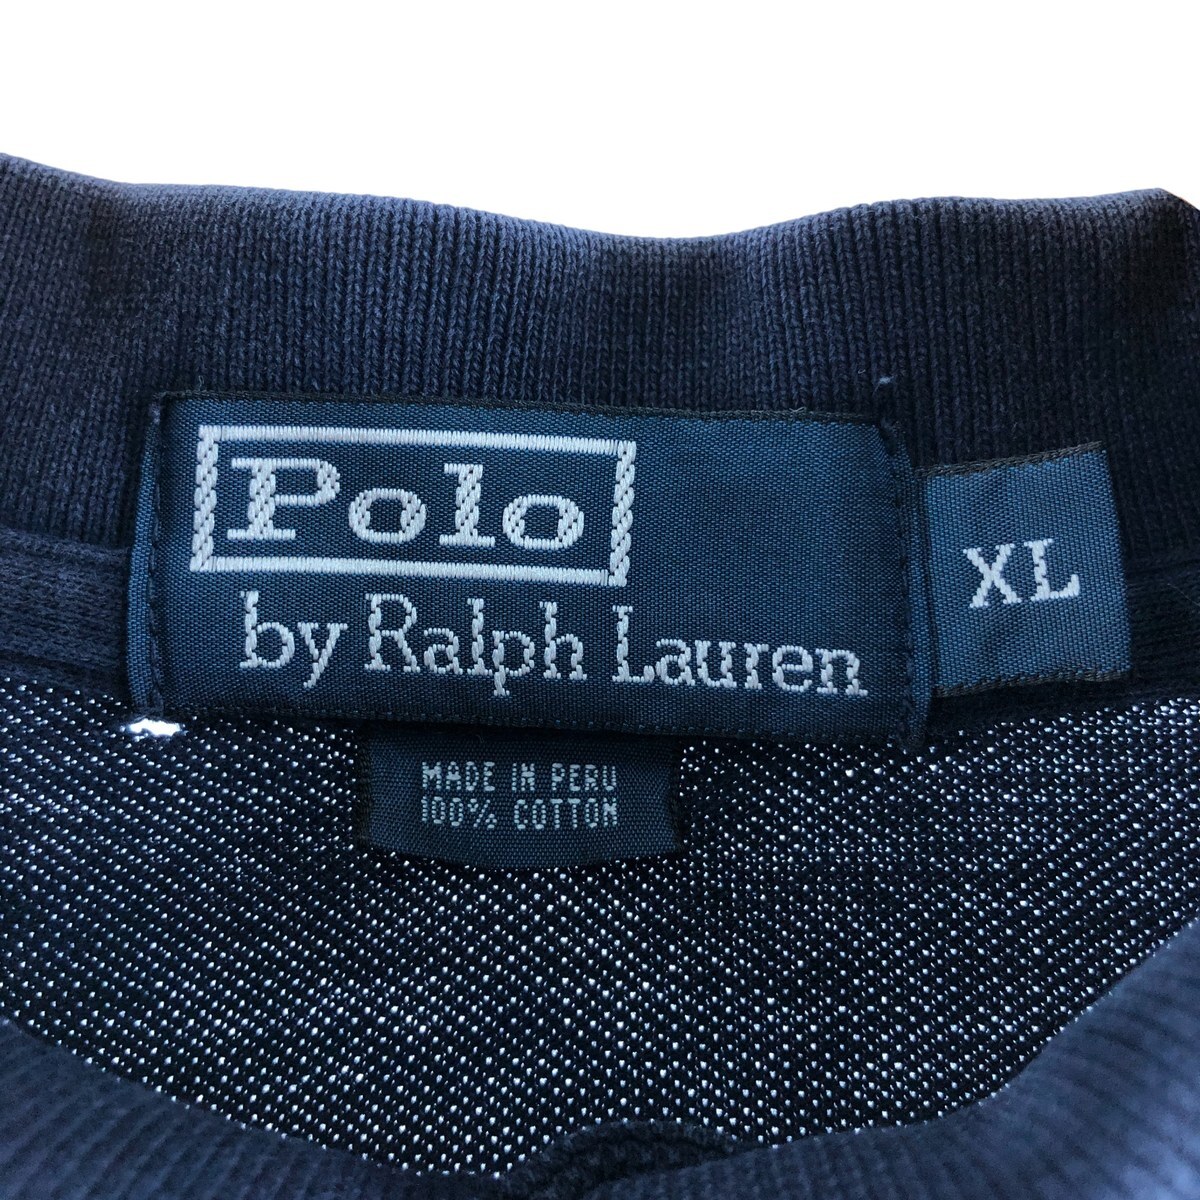 Polo
by Ralph Lauren
XL
MADE IN PERU
100% COTTON